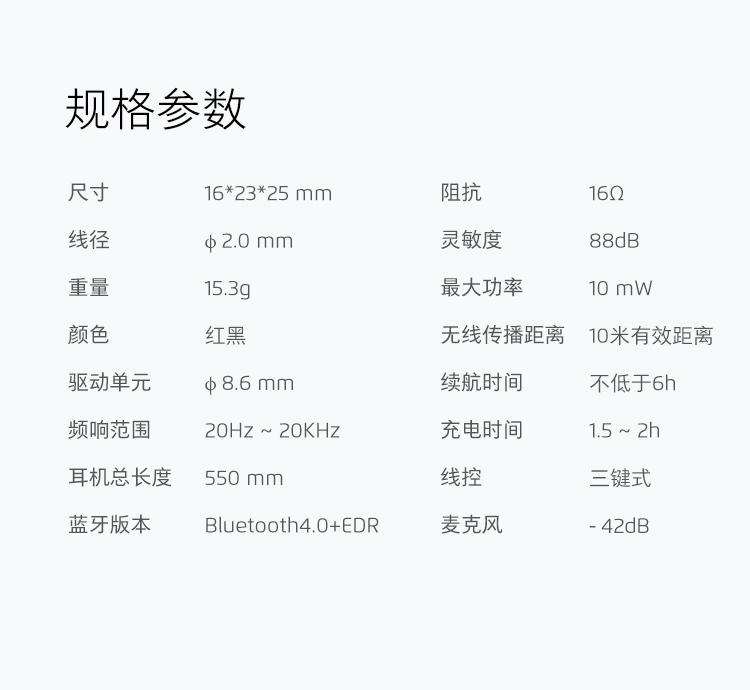 规格参数
尺寸 16*23*25 mm 阻抗 16Ω
线径 ϕ 2.0 mm 灵敏度 88dB
重量 15.3g 最大功率 10 mW
颜色 红黑 无线传播距离 10米有效距离
驱动单元 ϕ 8.6 mm 续航时间 不低于6h
频响范围 20Hz ~ 20KHz 充电时间 1.5 ~ 2h
耳机总长度 550 mm 线控 三键式
蓝牙版本 Bluetooth4.0+EDR 麦克风 - 42dB